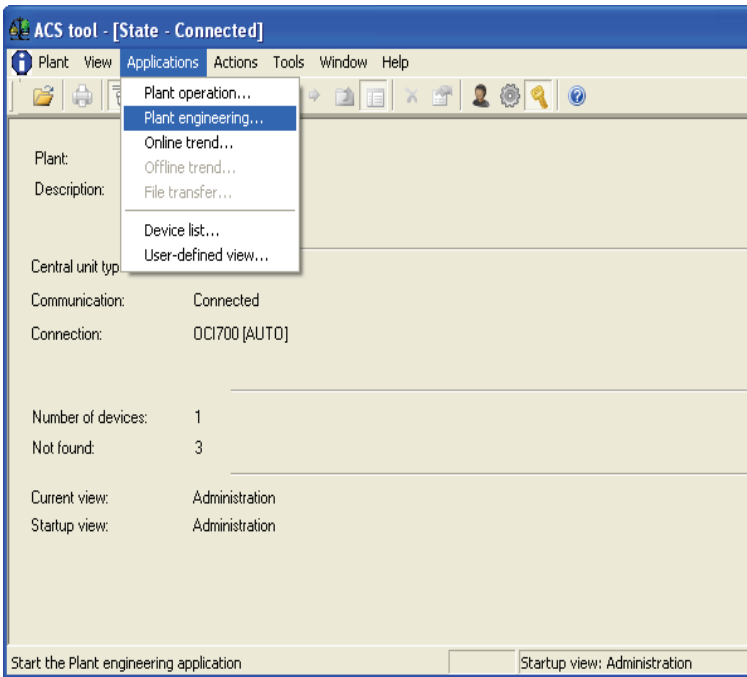 ACS tool - [State - Connected]
Plant View Applications Actions Tools Window Help
Plant operation...
Plant engineering...
Online trend...
Offline trend...
File transfer...
Device list...
User-defined view...
Plant:
Description:
Central unit typ
Communication: Connected
Connection: OCI700 [AUTO]
Number of devices: 1
Not found: 3
Current view: Administration
Startup view: Administration
Start the Plant engineering application Startup view: Administration